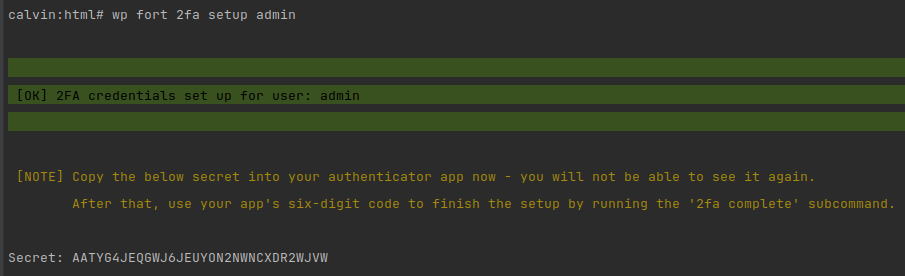 calvin:html# wp fort 2fa setup admin
[OK] 2FA credentials set up for user: admin
[NOTE] Copy the below secret into your authenticator app now - you will not be able to see it again.
After that, use your app's six-digit code to finish the setup by running the '2fa complete' subcommand.
Secret: AATYG4JEQGWJ6JEUYON2NWNCXDR2WJVW